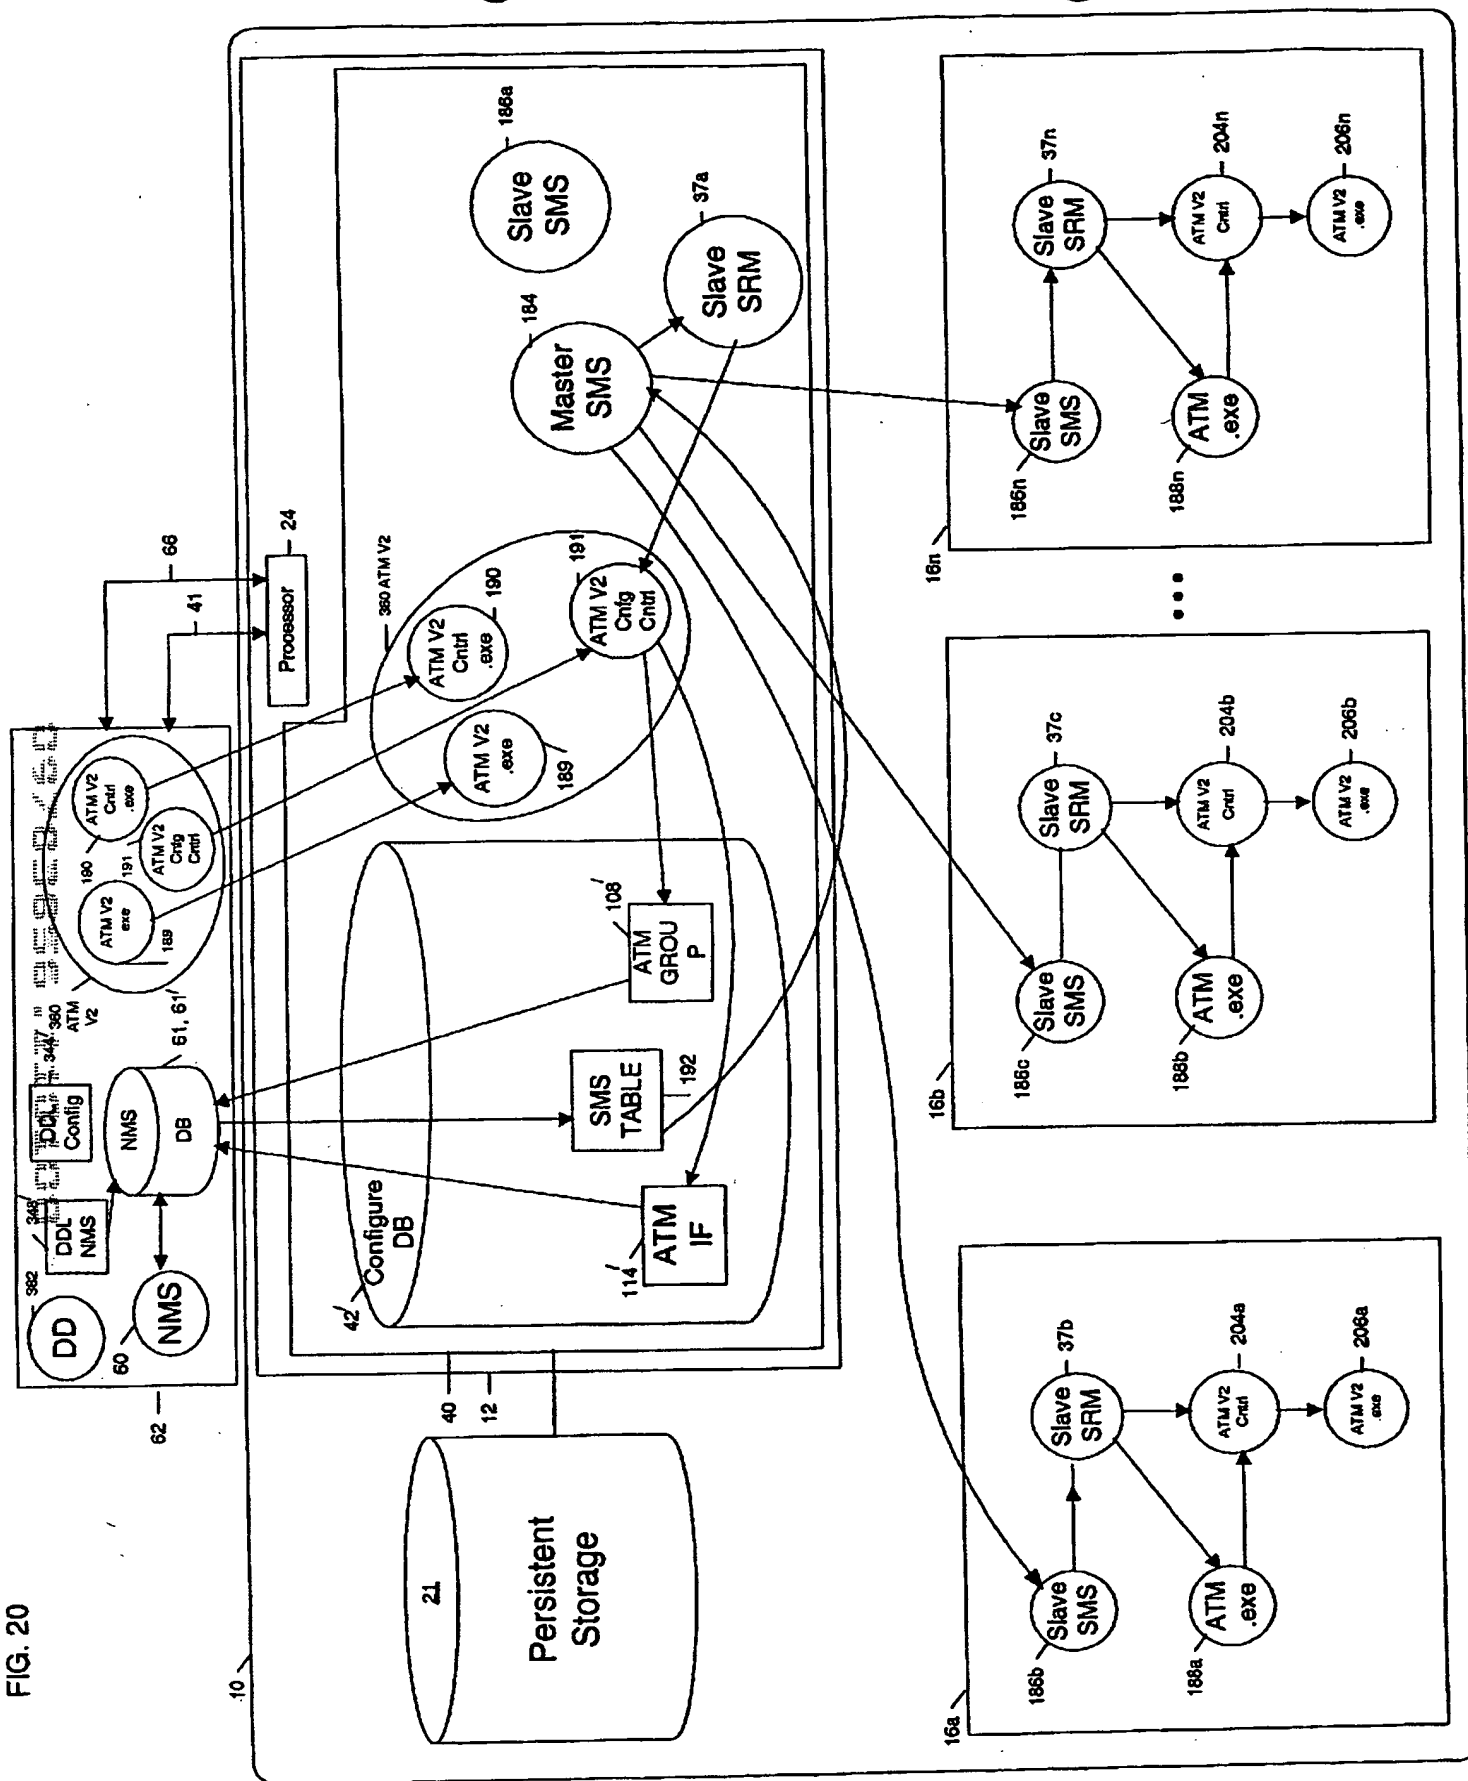 FIG. 20
62
382
DD
60
NMS
348
DDL
NMS
344
DDL
Config
NMS
DB
61, 61'
360
ATM
V2
189
ATM V2
exe
191
ATM V2
Cnfg
Cntrl
190
ATM V2
Cntrl
.exe
66
41
24
Processor
10
21
Persistent
Storage
40
12
42
Configure
DB
114
ATM
IF
SMS
TABLE
192
108
ATM
GROU
P
360 ATM V2
ATM V2
.exe
189
ATM V2
Cntrl
.exe
190
ATM V2
Cnfg
Cntrl
191
184
Master
SMS
186a
Slave
SMS
37a
Slave
SRM
16a
186b
Slave
SMS
Slave
SRM
37b
188a
ATM
.exe
ATM V2
Cntrl
204a
ATM V2
.exe
206a
16b
186c
Slave
SMS
Slave
SRM
37c
188b
ATM
.exe
ATM V2
Cntrl
204b
ATM V2
.exe
206b
16n
186n
Slave
SMS
Slave
SRM
37n
188n
ATM
.exe
ATM V2
Cntrl
204n
ATM V2
.exe
206n